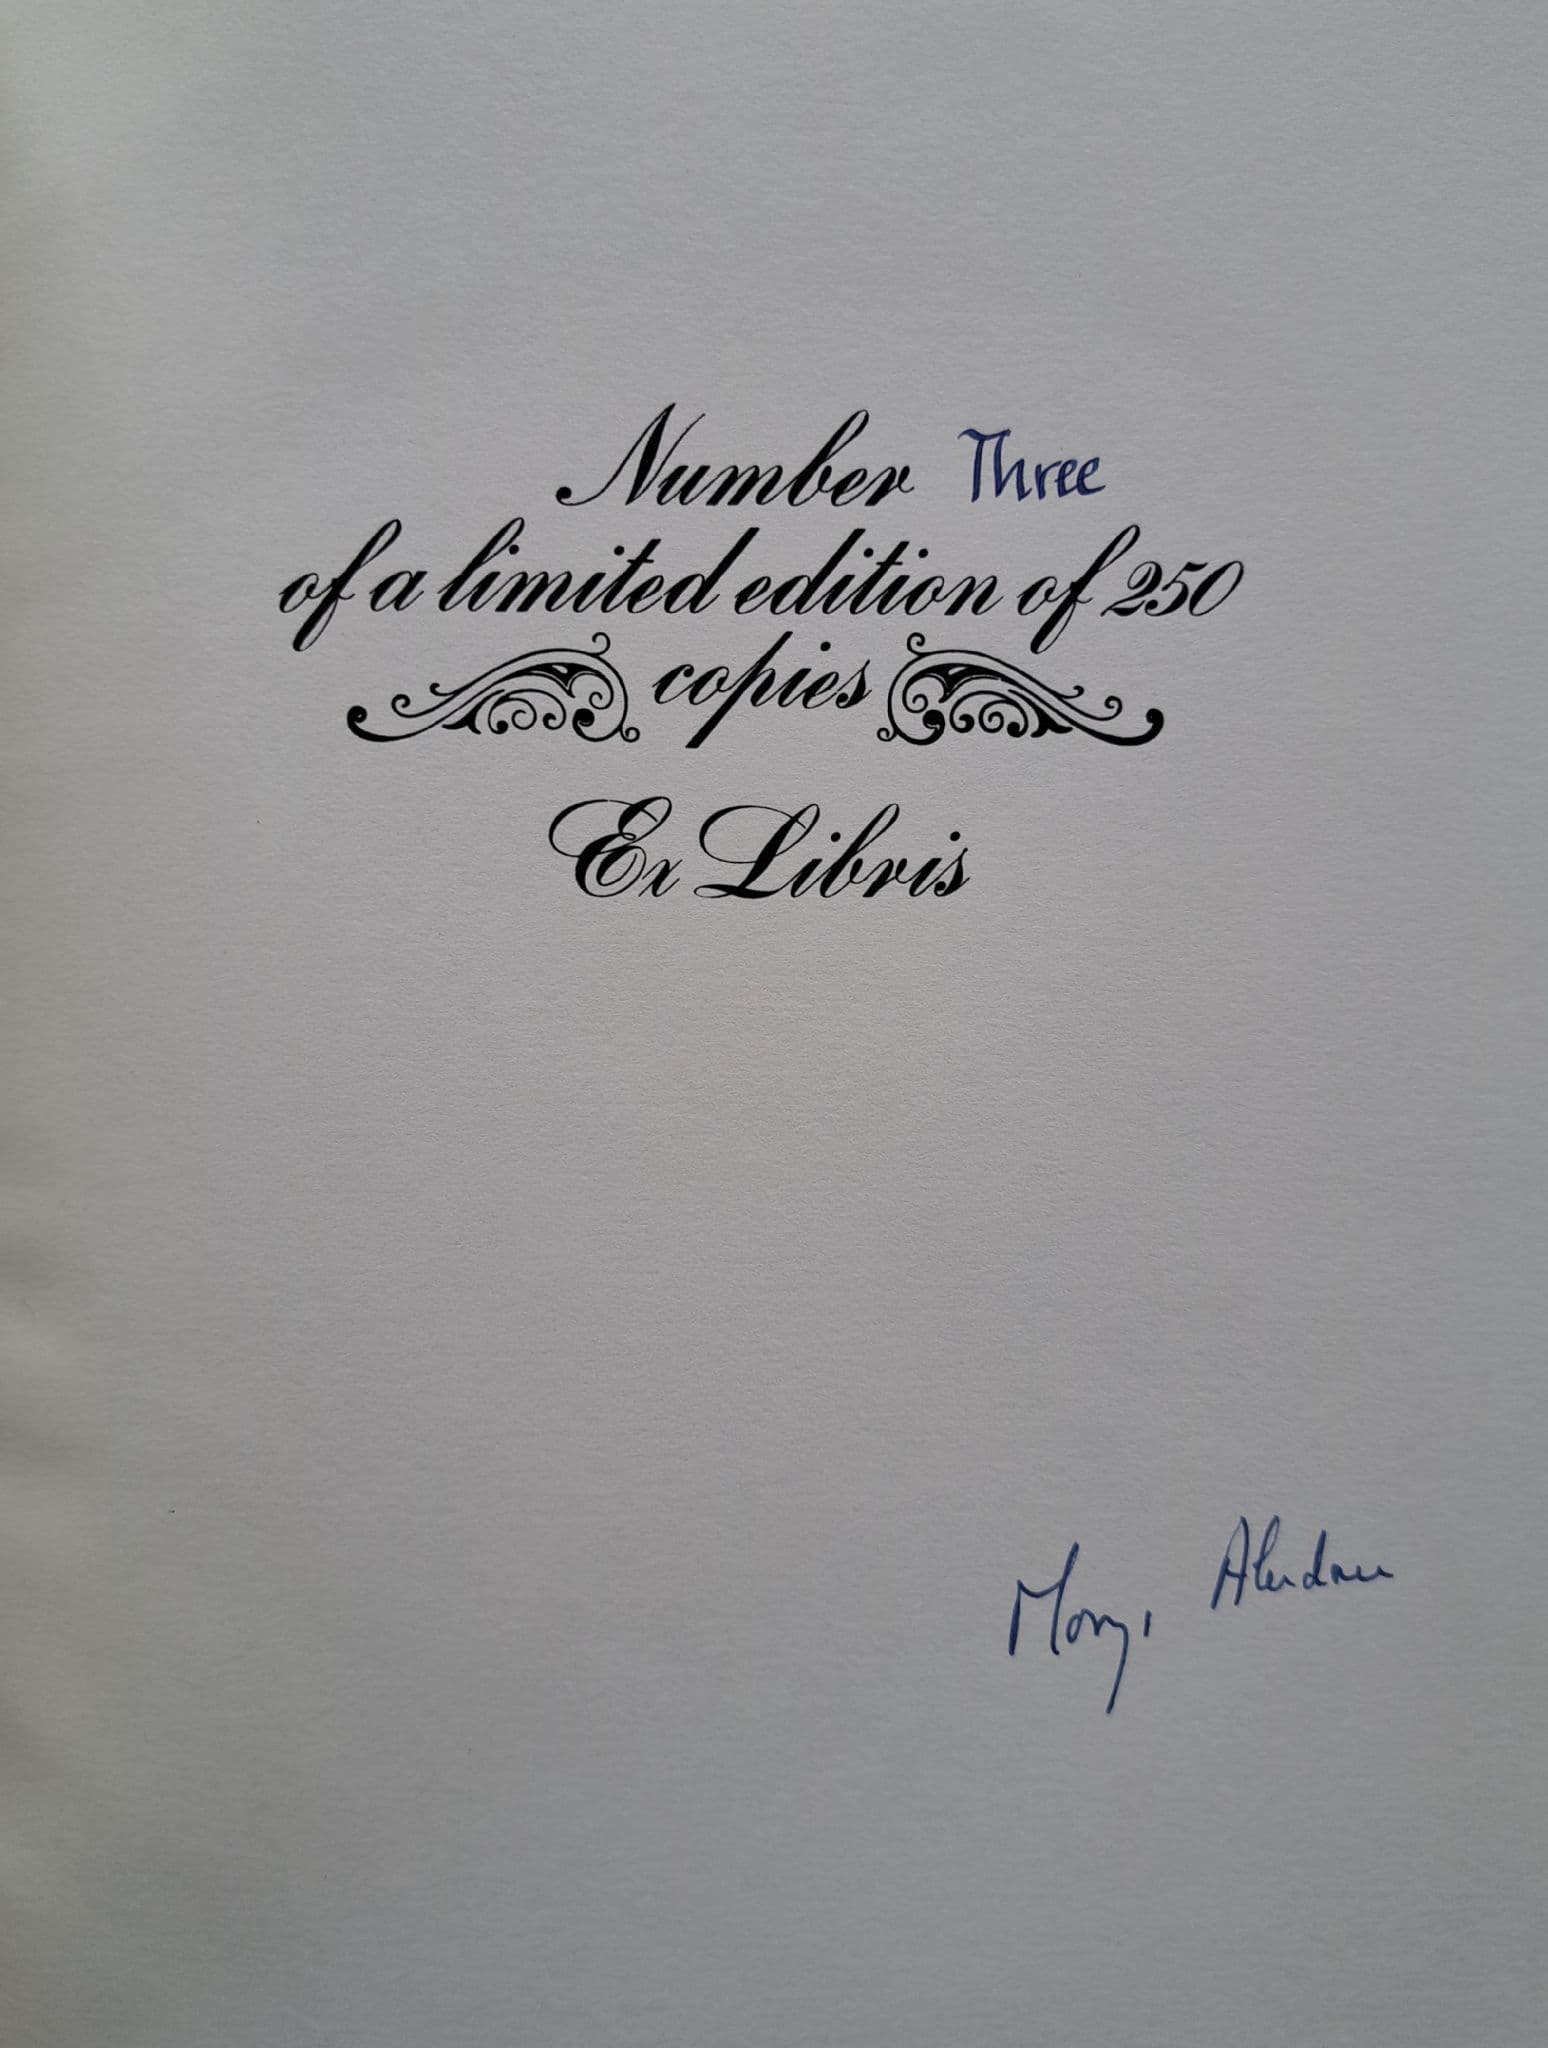 Number Three
of a limited edition of 250
copies
Ex Libris